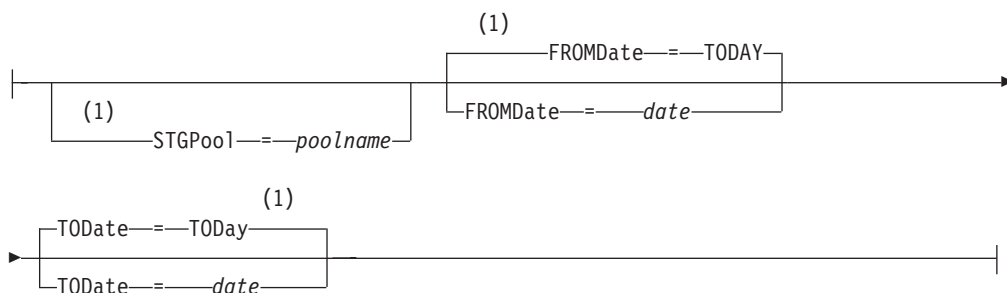 (1)
FROMDate = TODAY
(1)
FROMDate = date
STGPool = poolname
(1)
TODate = TODay
TODate = date